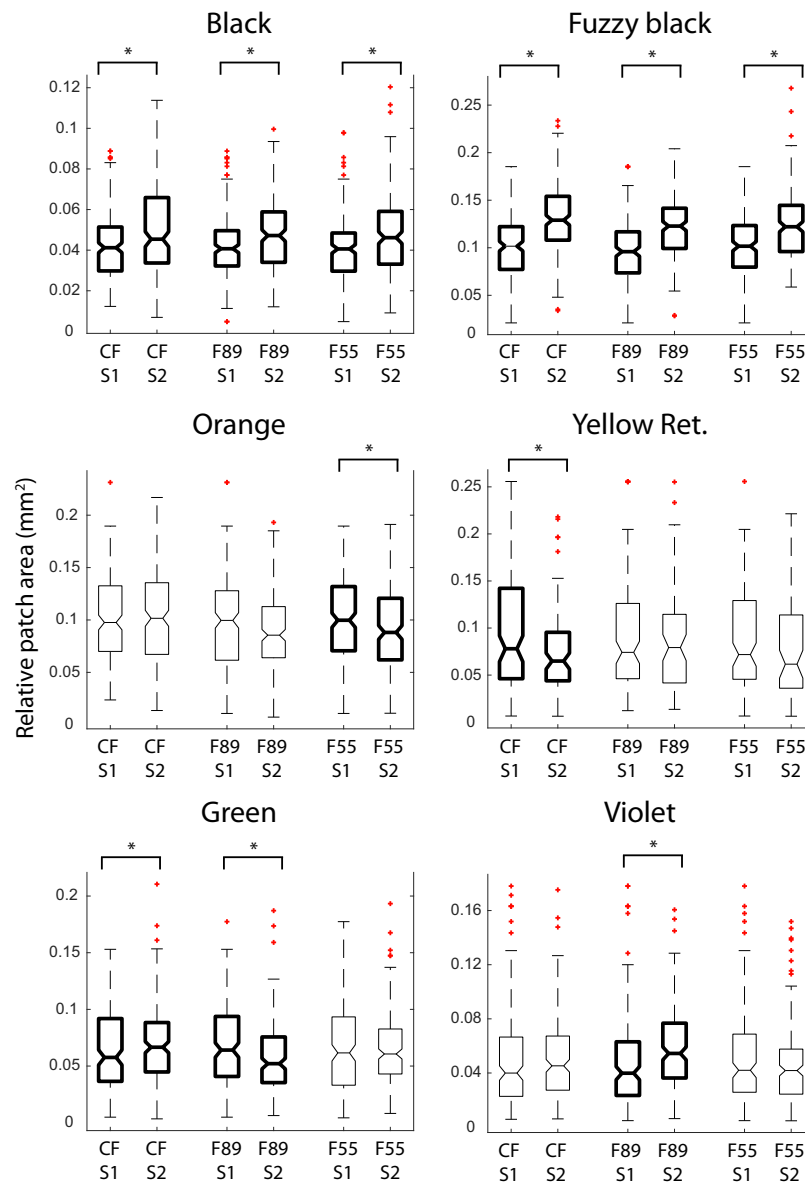 Black
*
*
*
0.12
0.1
0.08
0.06
0.04
0.02
0
CF CF F89 F89 F55 F55
S1 S2 S1 S2 S1 S2
Fuzzy black
*
*
*
0.25
0.2
0.15
0.1
0.05
0
CF CF F89 F89 F55 F55
S1 S2 S1 S2 S1 S2
Relative patch area (mm²)
Orange
*
0.2
0.15
0.1
0.05
0
CF CF F89 F89 F55 F55
S1 S2 S1 S2 S1 S2
Yellow Ret.
*
0.25
0.2
0.15
0.1
0.05
0
CF CF F89 F89 F55 F55
S1 S2 S1 S2 S1 S2
Green
*
*
0.2
0.15
0.1
0.05
0
CF CF F89 F89 F55 F55
S1 S2 S1 S2 S1 S2
Violet
*
0.16
0.12
0.08
0.04
0
CF CF F89 F89 F55 F55
S1 S2 S1 S2 S1 S2